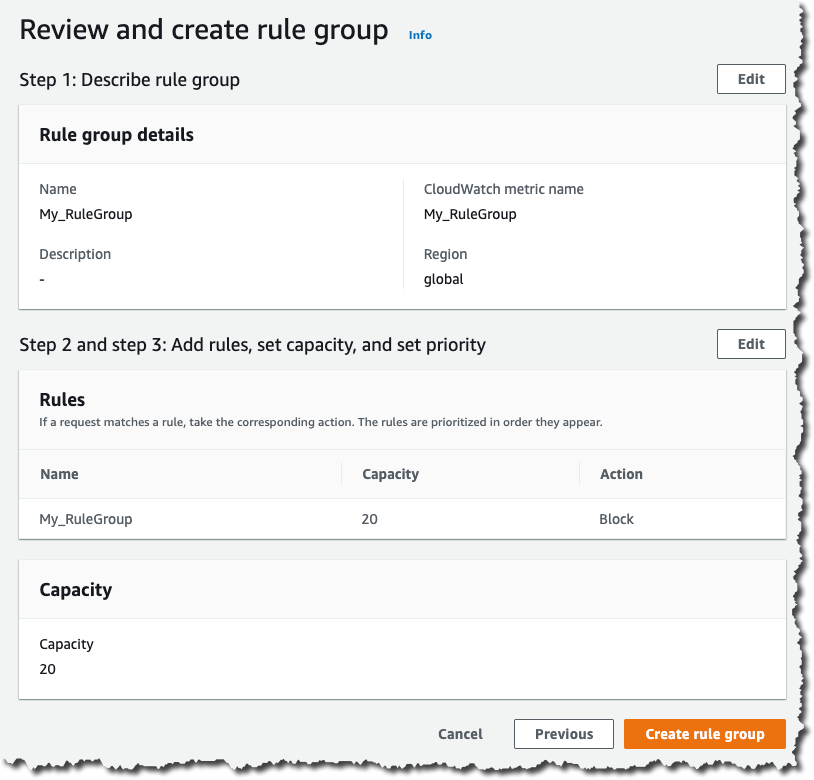 Review and create rule group Info
Step 1: Describe rule group Edit
Rule group details
Name CloudWatch metric name
My_RuleGroup My_RuleGroup
Description Region
- global
Step 2 and step 3: Add rules, set capacity, and set priority Edit
Rules
If a request matches a rule, take the corresponding action. The rules are prioritized in order they appear.
Name Capacity Action
My_RuleGroup 20 Block
Capacity
Capacity
20
Cancel Previous Create rule group